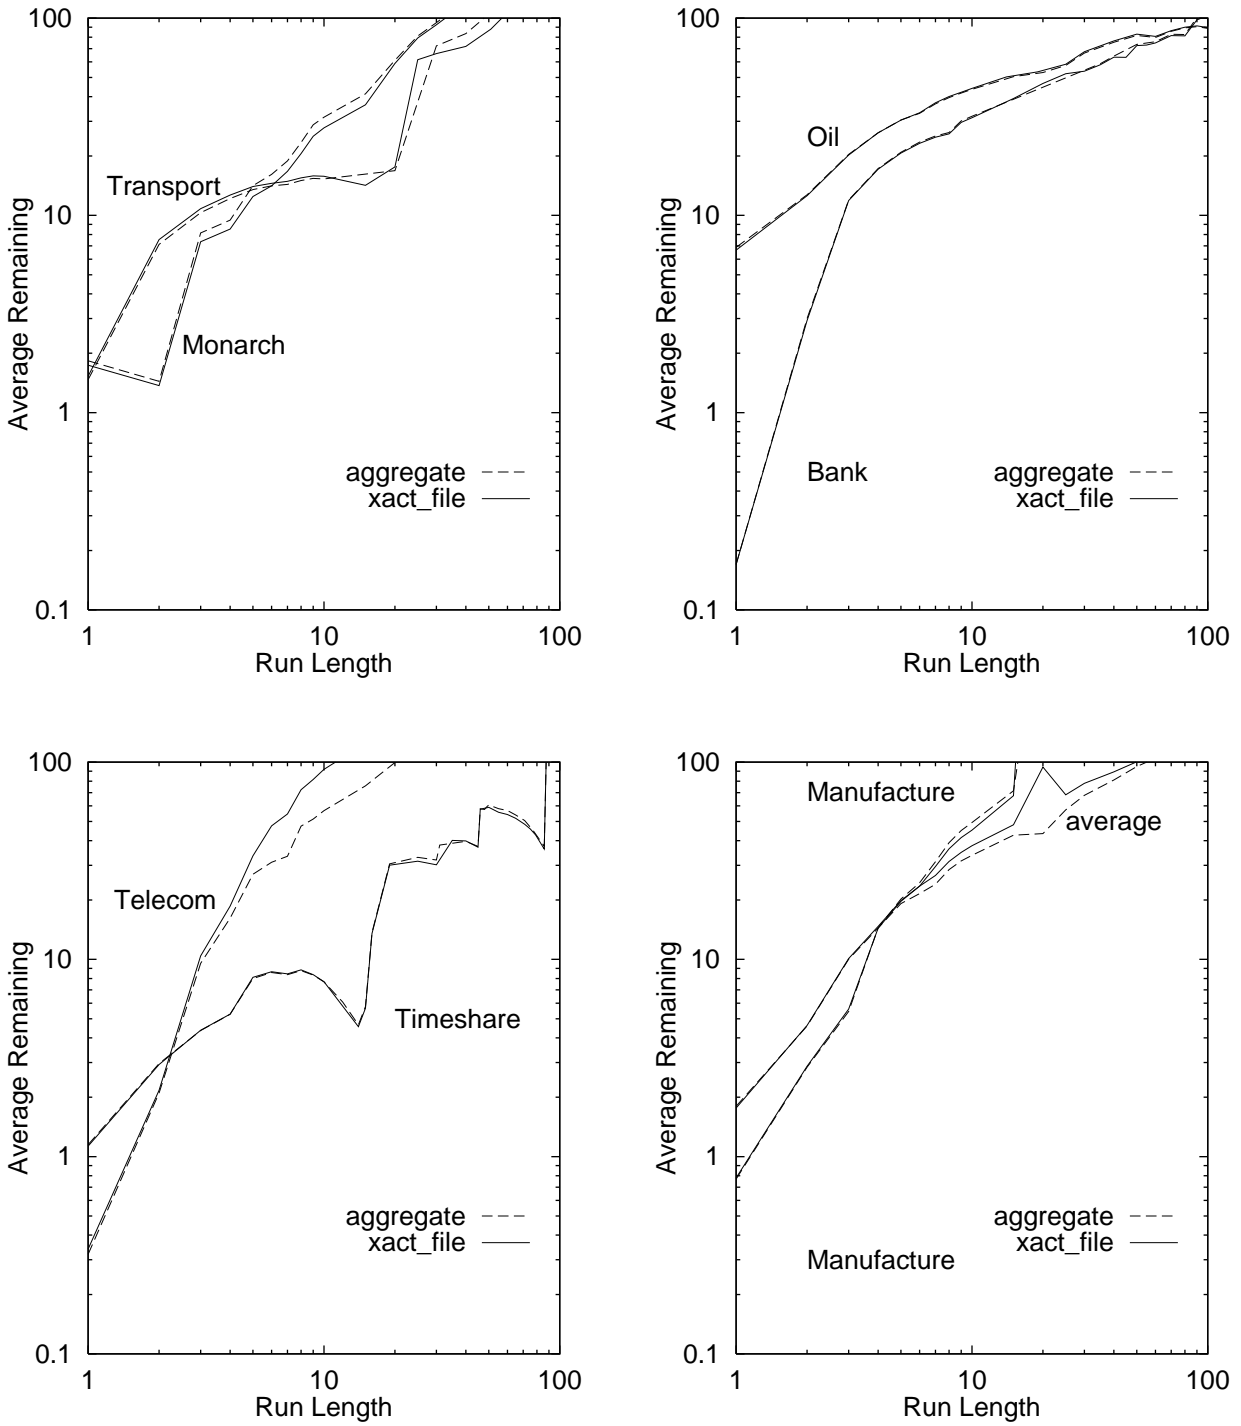 100
10
1
0.1
1
10
100
Average Remaining
Run Length
Transport
Monarch
aggregate
xact_file
100
10
1
0.1
1
10
100
Average Remaining
Run Length
Oil
Bank
aggregate
xact_file
100
10
1
0.1
1
10
100
Average Remaining
Run Length
Telecom
Timeshare
aggregate
xact_file
100
10
1
0.1
1
10
100
Average Remaining
Run Length
Manufacture
average
aggregate
xact_file
Manufacture